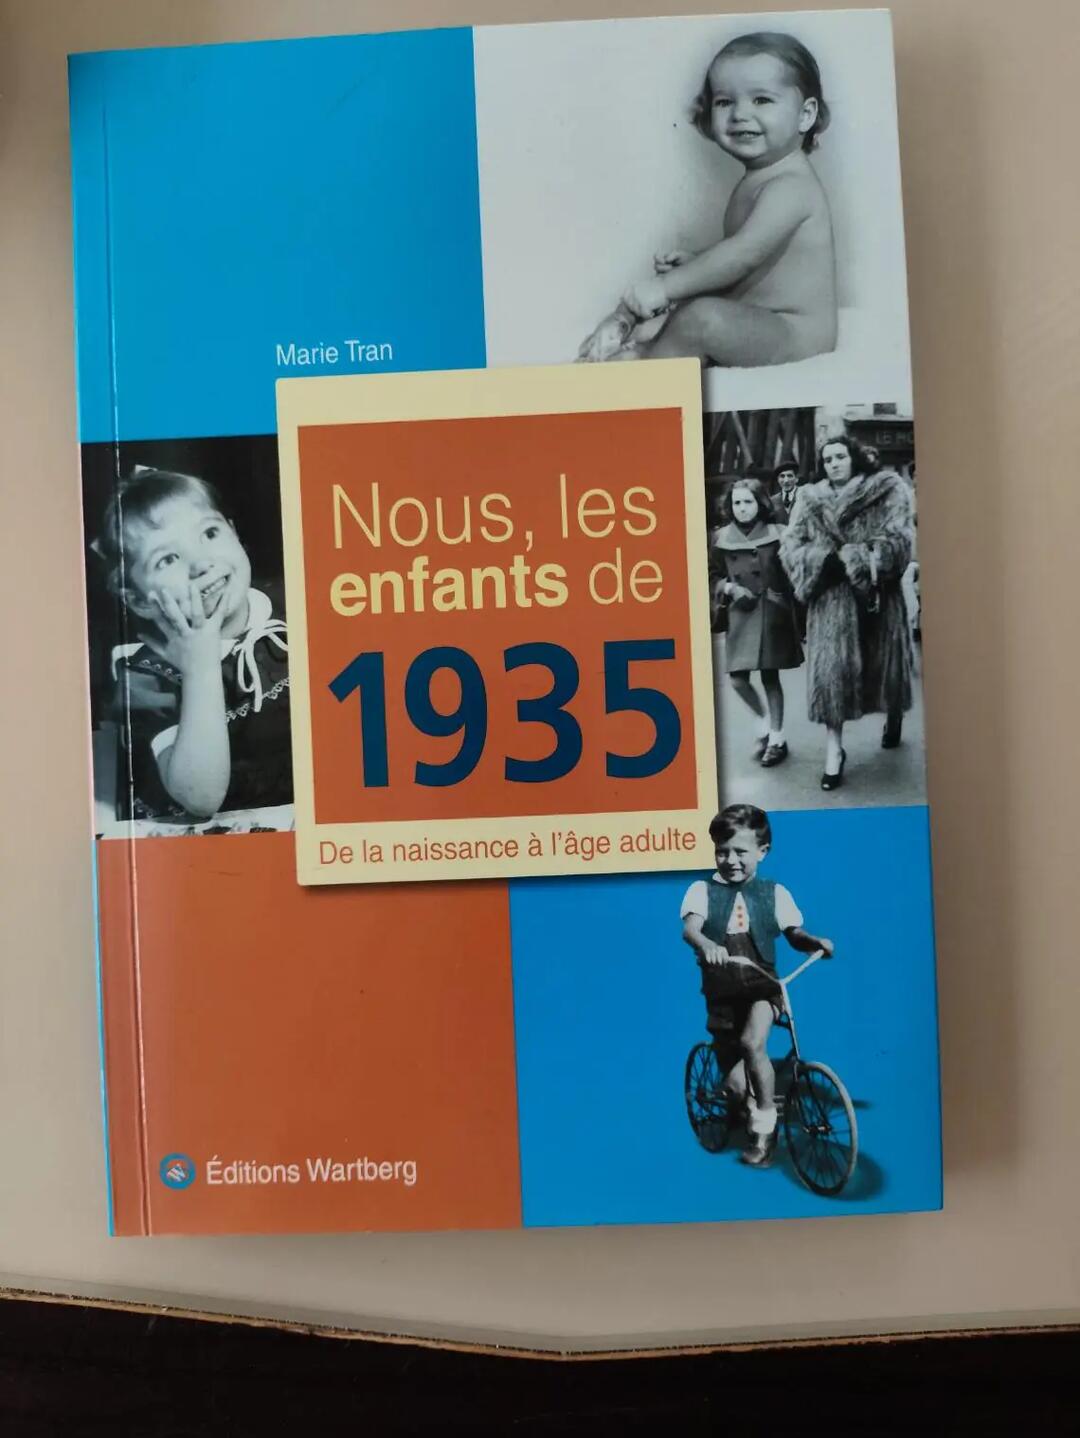 Marie Tran
Nous, les
enfants de
1935
De la naissance à l'âge adulte
W Éditions Wartberg